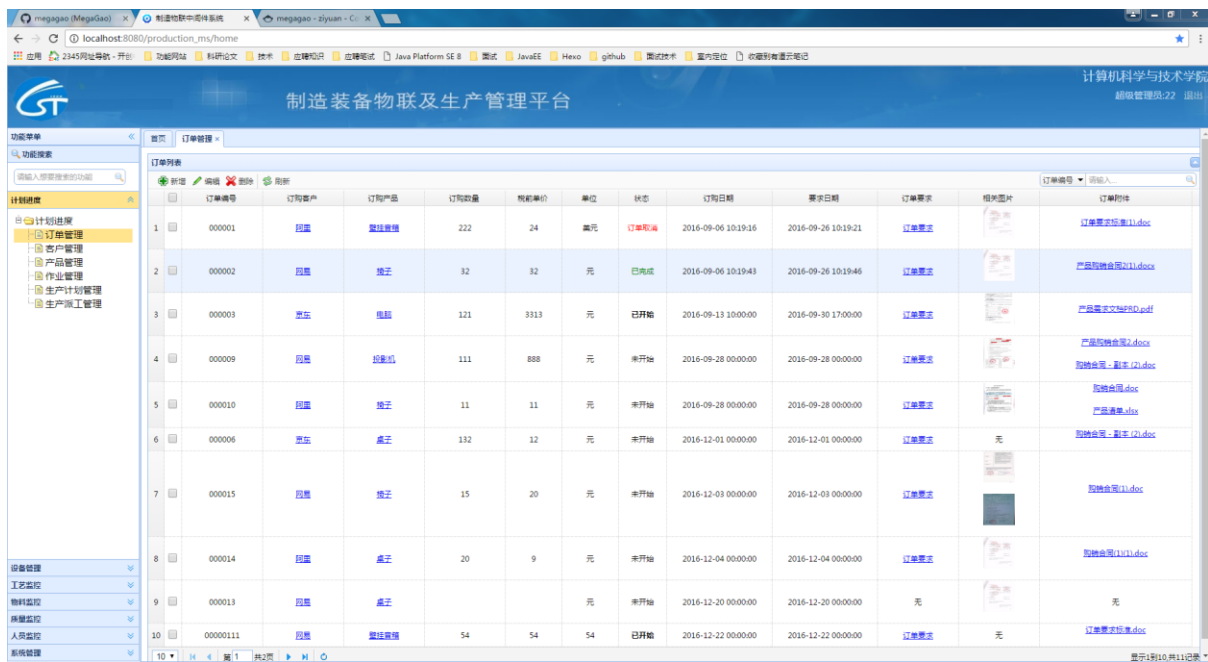 megagao (MegaGao)
制造物联中间件系统
megagao - ziyuan - Co
localhost:8080/production_ms/home
应用 2345网址导航 - 开创 功能网站 科研论文 技术 应聘知识 应聘笔试 Java Platform SE 8 面试 JavaEE Hexo github 面试技术 室内定位 收藏到有道云笔记
计算机科学与技术学院
CST 制造装备物联及生产管理平台
超级管理员:22 退出
功能菜单 首页 订单管理
功能搜索 订单列表
请输入想要搜索的功能 新增 编辑 删除 刷新 订单编号 请输入...
计划进度
计划进度
订单管理
客户管理
产品管理
作业管理
生产计划管理
生产派工管理
设备管理
工艺监控
物料监控
质量监控
人员监控
系统管理
订单编号 订购客户 订购产品 订购数量 税前单价 单位 状态 订购日期 要求日期 订单要求 相关图片 订单附件
1 000001 阿里 壁挂音箱 222 24 美元 订单取消 2016-09-06 10:19:16 2016-09-26 10:19:21 订单要求 订单要求标准(1).doc
2 000002 网易 椅子 32 32 元 已完成 2016-09-06 10:19:43 2016-09-26 10:19:46 订单要求 产品购销合同2(1).docx
3 000003 京东 电脑 121 3313 元 已开始 2016-09-13 10:00:00 2016-09-30 17:00:00 订单要求 产品需求文档PRD.pdf
4 000009 网易 投影机 111 888 元 未开始 2016-09-28 00:00:00 2016-09-28 00:00:00 订单要求 产品购销合同2.docx
购销合同 - 副本 (2).doc
5 000010 阿里 椅子 11 11 元 未开始 2016-09-28 00:00:00 2016-09-28 00:00:00 订单要求 购销合同.doc
产品清单.xlsx
6 000006 京东 桌子 132 12 元 未开始 2016-12-01 00:00:00 2016-12-01 00:00:00 订单要求 无 购销合同 - 副本 (2).doc
7 000015 网易 椅子 15 20 元 未开始 2016-12-03 00:00:00 2016-12-03 00:00:00 订单要求 购销合同(1).doc
8 000014 阿里 桌子 20 9 元 未开始 2016-12-04 00:00:00 2016-12-04 00:00:00 订单要求 购销合同(1)(1).doc
9 000013 网易 桌子 元 未开始 2016-12-20 00:00:00 2016-12-20 00:00:00 无 无
10 00000111 网易 壁挂音箱 54 54 54 已开始 2016-12-22 00:00:00 2016-12-22 00:00:00 订单要求 无 订单要求标准.doc
10 第 1 共2页 显示1到10,共11记录